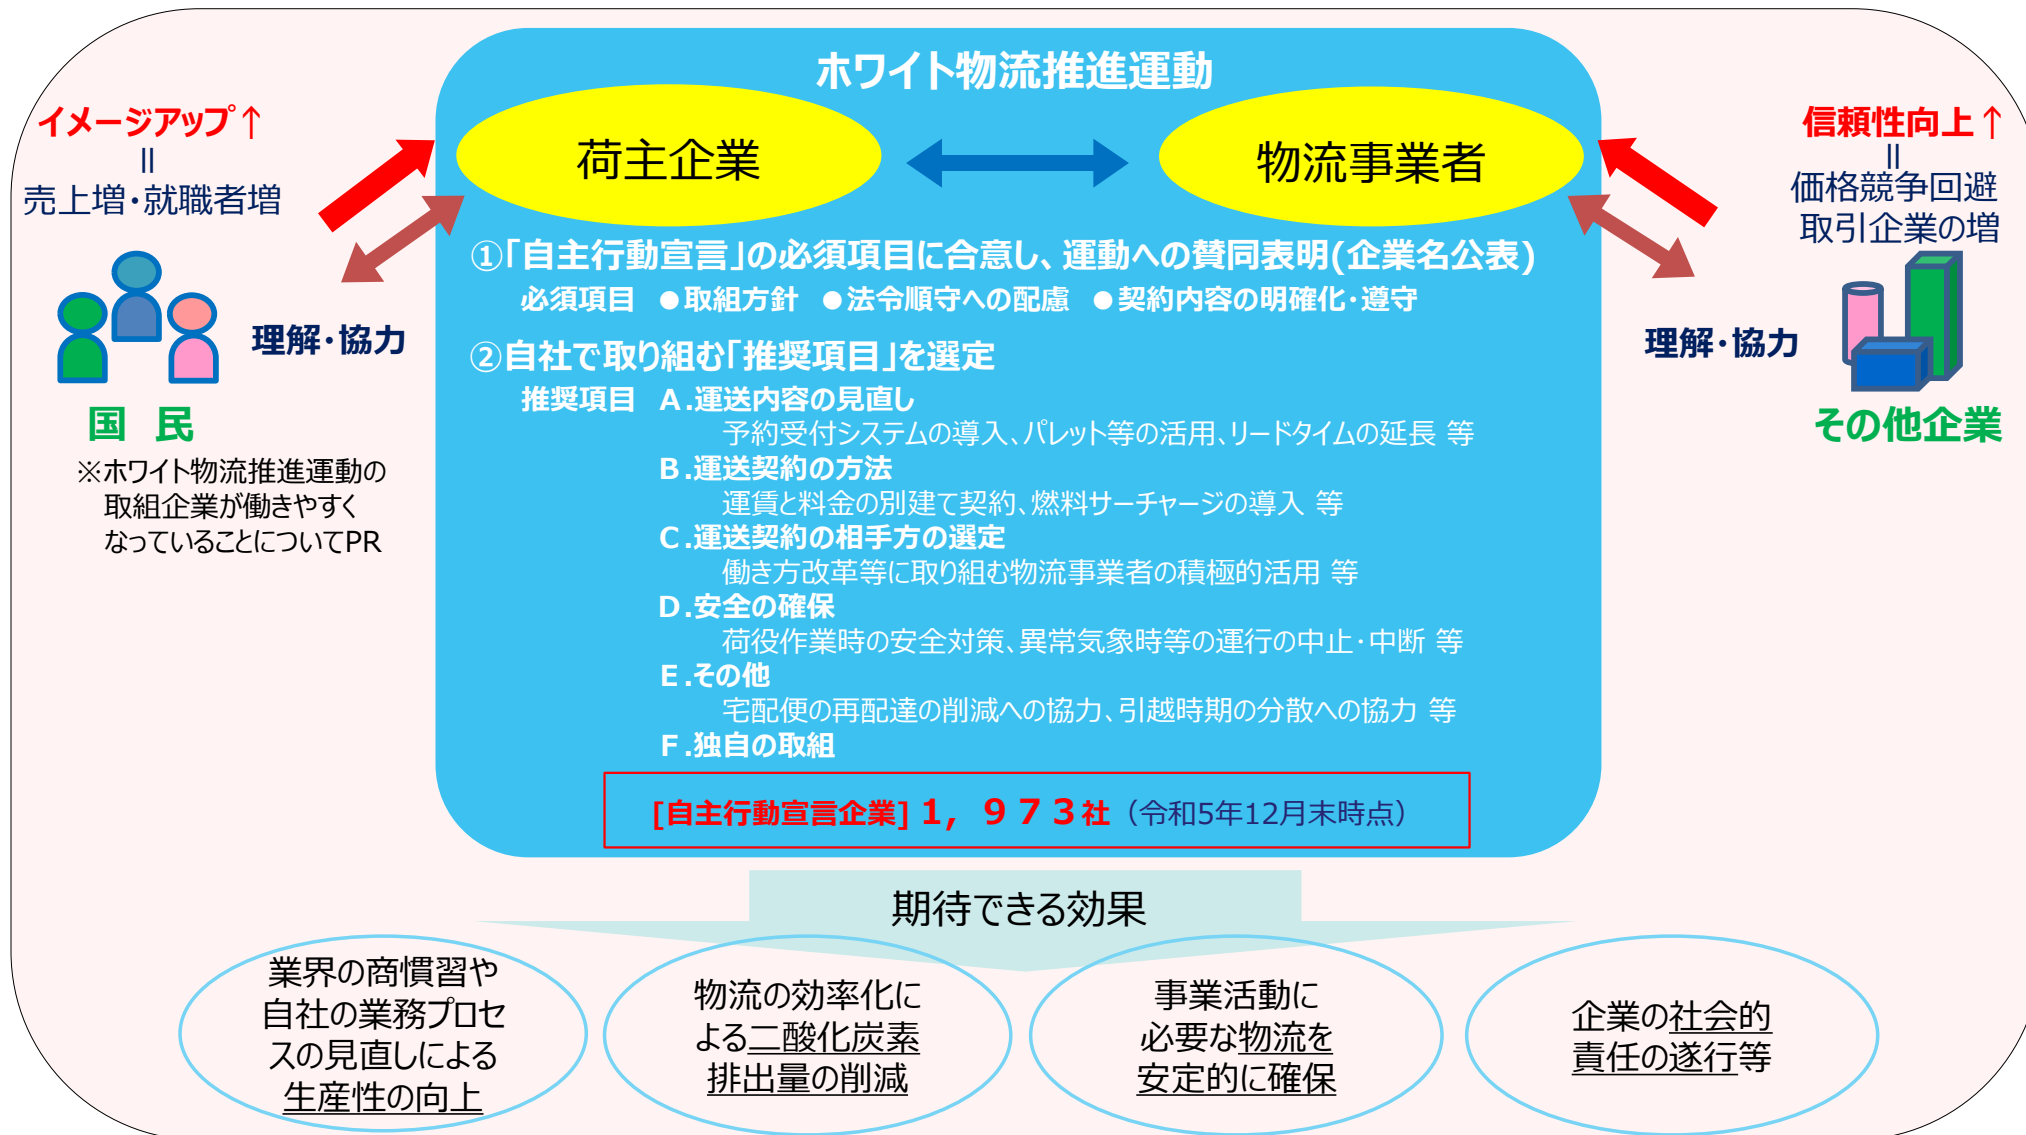 ホワイト物流推進運動
荷主企業
物流事業者
イメージアップ↑
＝
売上増・就職者増
理解・協力
国 民
※ホワイト物流推進運動の
取組企業が働きやすく
なっていることについてPR
信頼性向上↑
＝
価格競争回避
取引企業の増
理解・協力
その他企業
①「自主行動宣言」の必須項目に合意し、運動への賛同表明(企業名公表)
必須項目 ●取組方針 ●法令順守への配慮 ●契約内容の明確化・遵守
②自社で取り組む「推奨項目」を選定
推奨項目 Ａ.運送内容の見直し
予約受付システムの導入、パレット等の活用、リードタイムの延長 等
Ｂ.運送契約の方法
運賃と料金の別建て契約、燃料サーチャージの導入 等
Ｃ.運送契約の相手方の選定
働き方改革等に取り組む物流事業者の積極的活用 等
Ｄ.安全の確保
荷役作業時の安全対策、異常気象時等の運行の中止・中断 等
Ｅ.その他
宅配便の再配達の削減への協力、引越時期の分散への協力 等
Ｆ.独自の取組
[自主行動宣言企業] １，９７３社（令和5年12月末時点）
期待できる効果
業界の商慣習や
自社の業務プロセ
スの見直しによる
生産性の向上
物流の効率化に
よる二酸化炭素
排出量の削減
事業活動に
必要な物流を
安定的に確保
企業の社会的
責任の遂行等